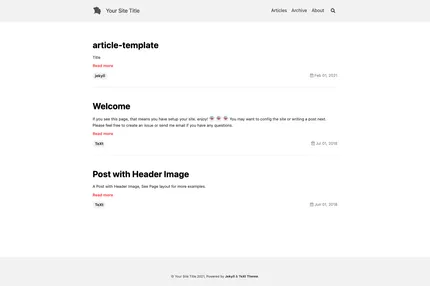 Your Site Title
Articles Archive About
article-template
Title
Read more
jekyll
Feb 01, 2021
Welcome
If you see this page, that means you have setup your site. enjoy! You may want to config the site or writing a post next.
Please feel free to create an issue or send me email if you have any questions.
Read more
TeXt
Jul 01, 2018
Post with Header Image
A Post with Header Image, See Page layout for more examples.
Read more
TeXt
Jun 01, 2018
© Your Site Title 2021, Powered by Jekyll & TeXt Theme.